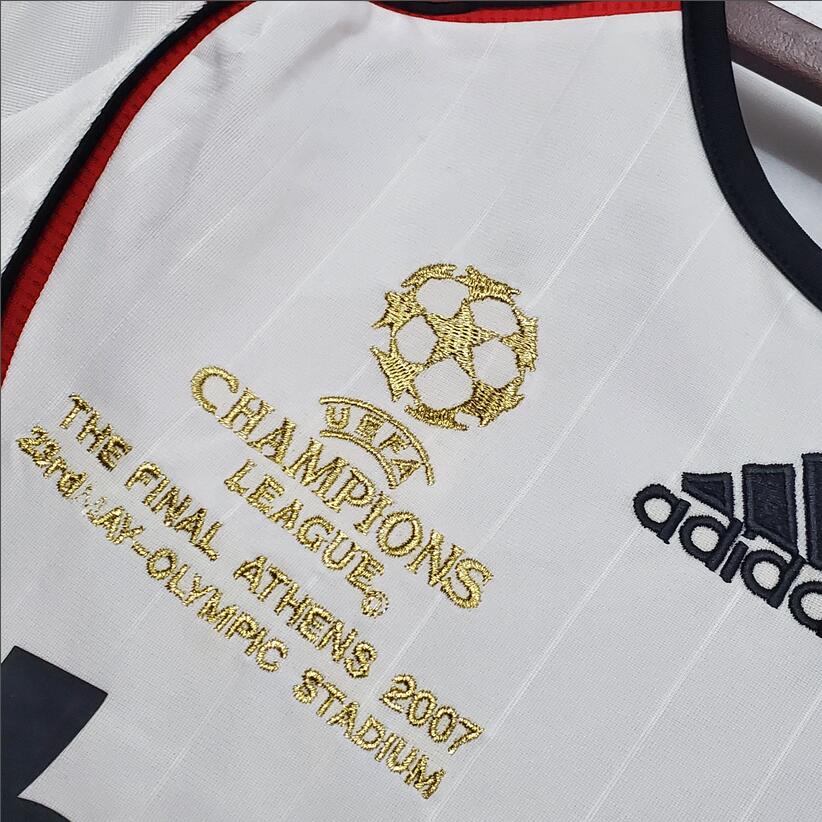 UEFA
CHAMPIONS
LEAGUE®
THE FINAL ATHENS 2007
23rd MAY-OLYMPIC STADIUM
adidas